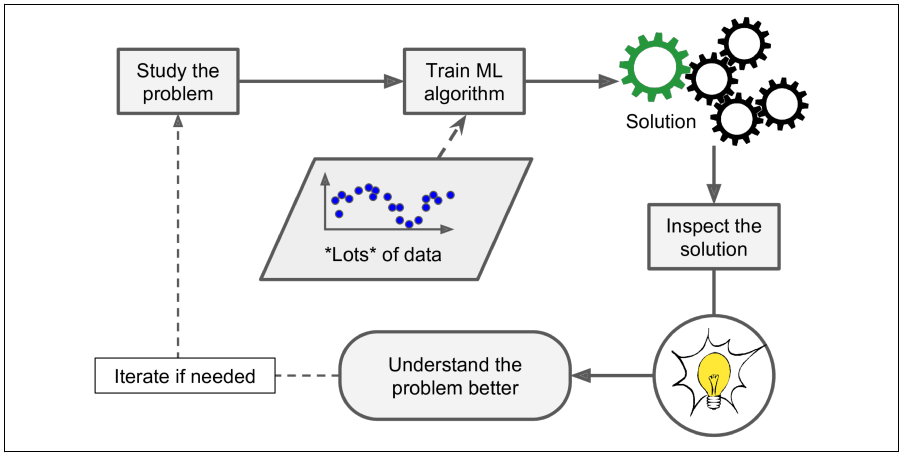 Study the
problem
Train ML
algorithm
Solution
*Lots* of data
Inspect the
solution
Understand the
problem better
Iterate if needed